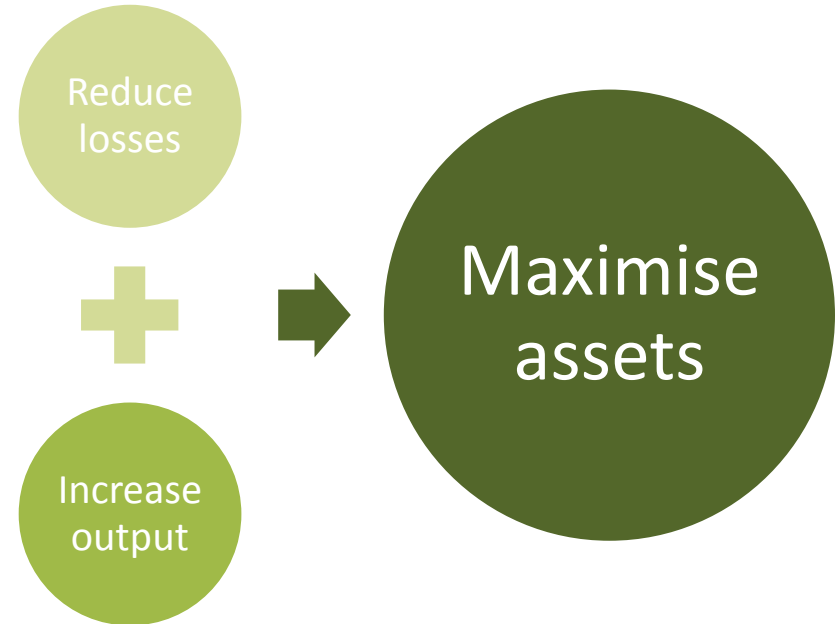 Reduce
losses
Increase
output
Maximise
assets